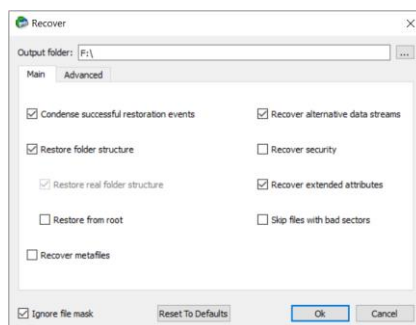 Recover
Output folder: F:\
...
Main Advanced
Condense successful restoration events
Recover alternative data streams
Restore folder structure
Recover security
Restore real folder structure
Recover extended attributes
Restore from root
Skip files with bad sectors
Recover metafiles
Ignore file mask
Reset To Defaults
Ok
Cancel